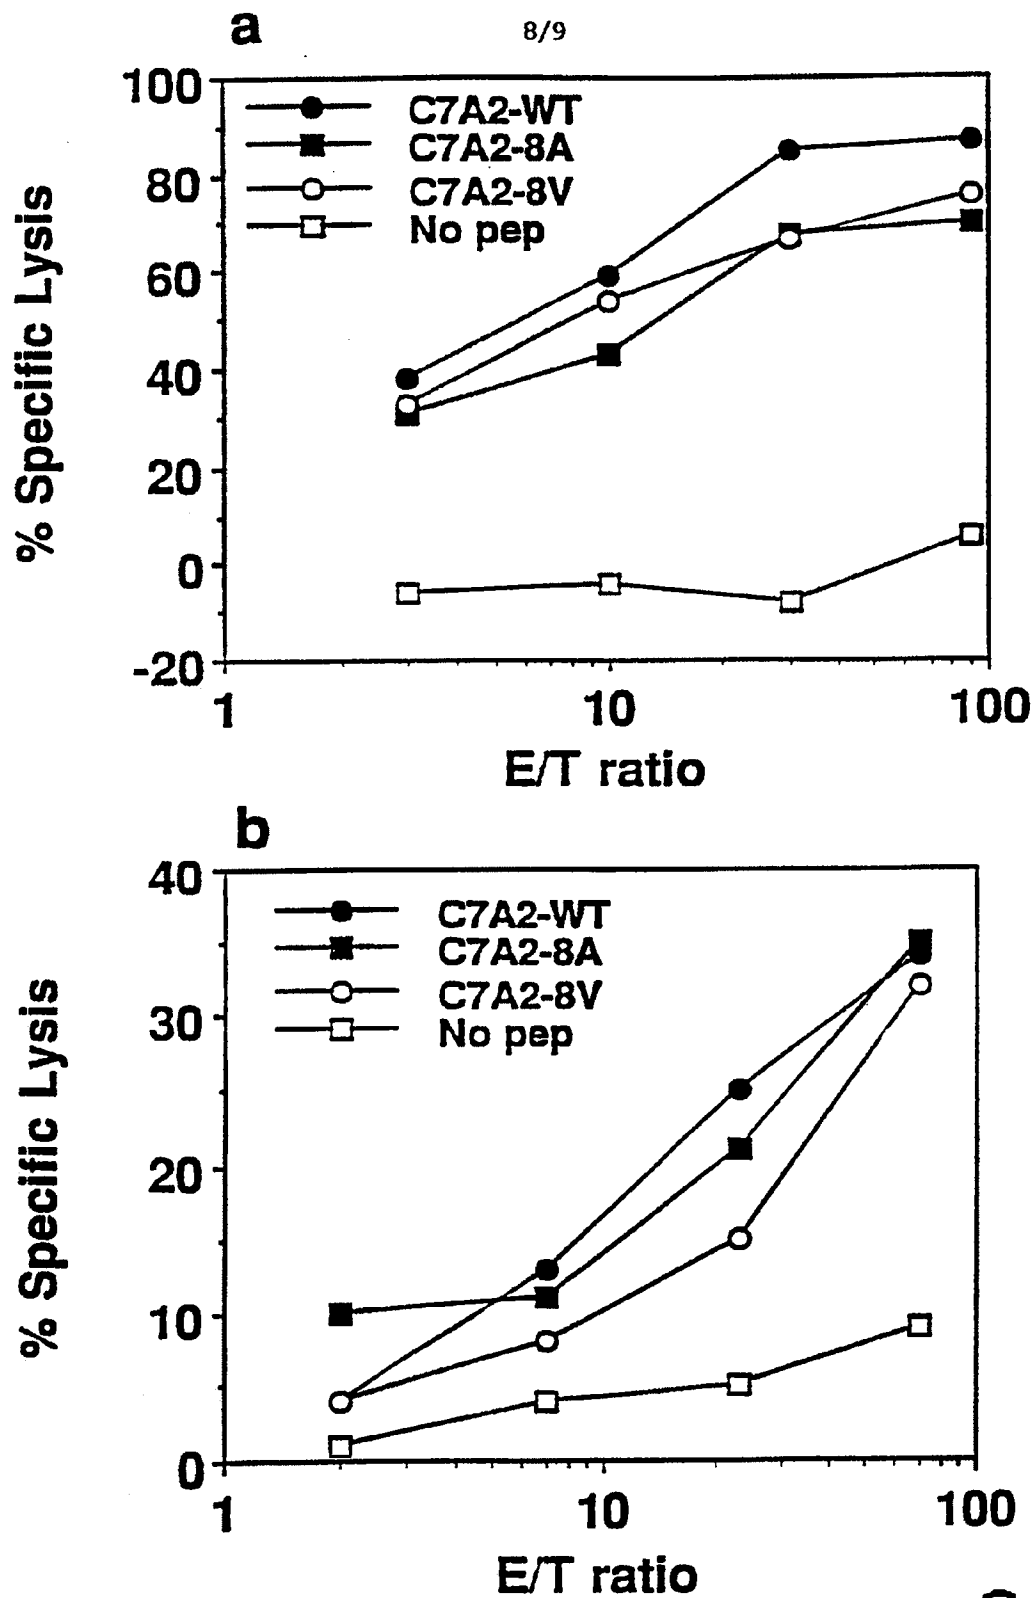 a
8/9
100
80
60
40
20
0
-20
% Specific Lysis
C7A2-WT
C7A2-8A
C7A2-8V
No pep
1
10
100
E/T ratio
b
40
30
20
10
0
% Specific Lysis
C7A2-WT
C7A2-8A
C7A2-8V
No pep
1
10
100
E/T ratio